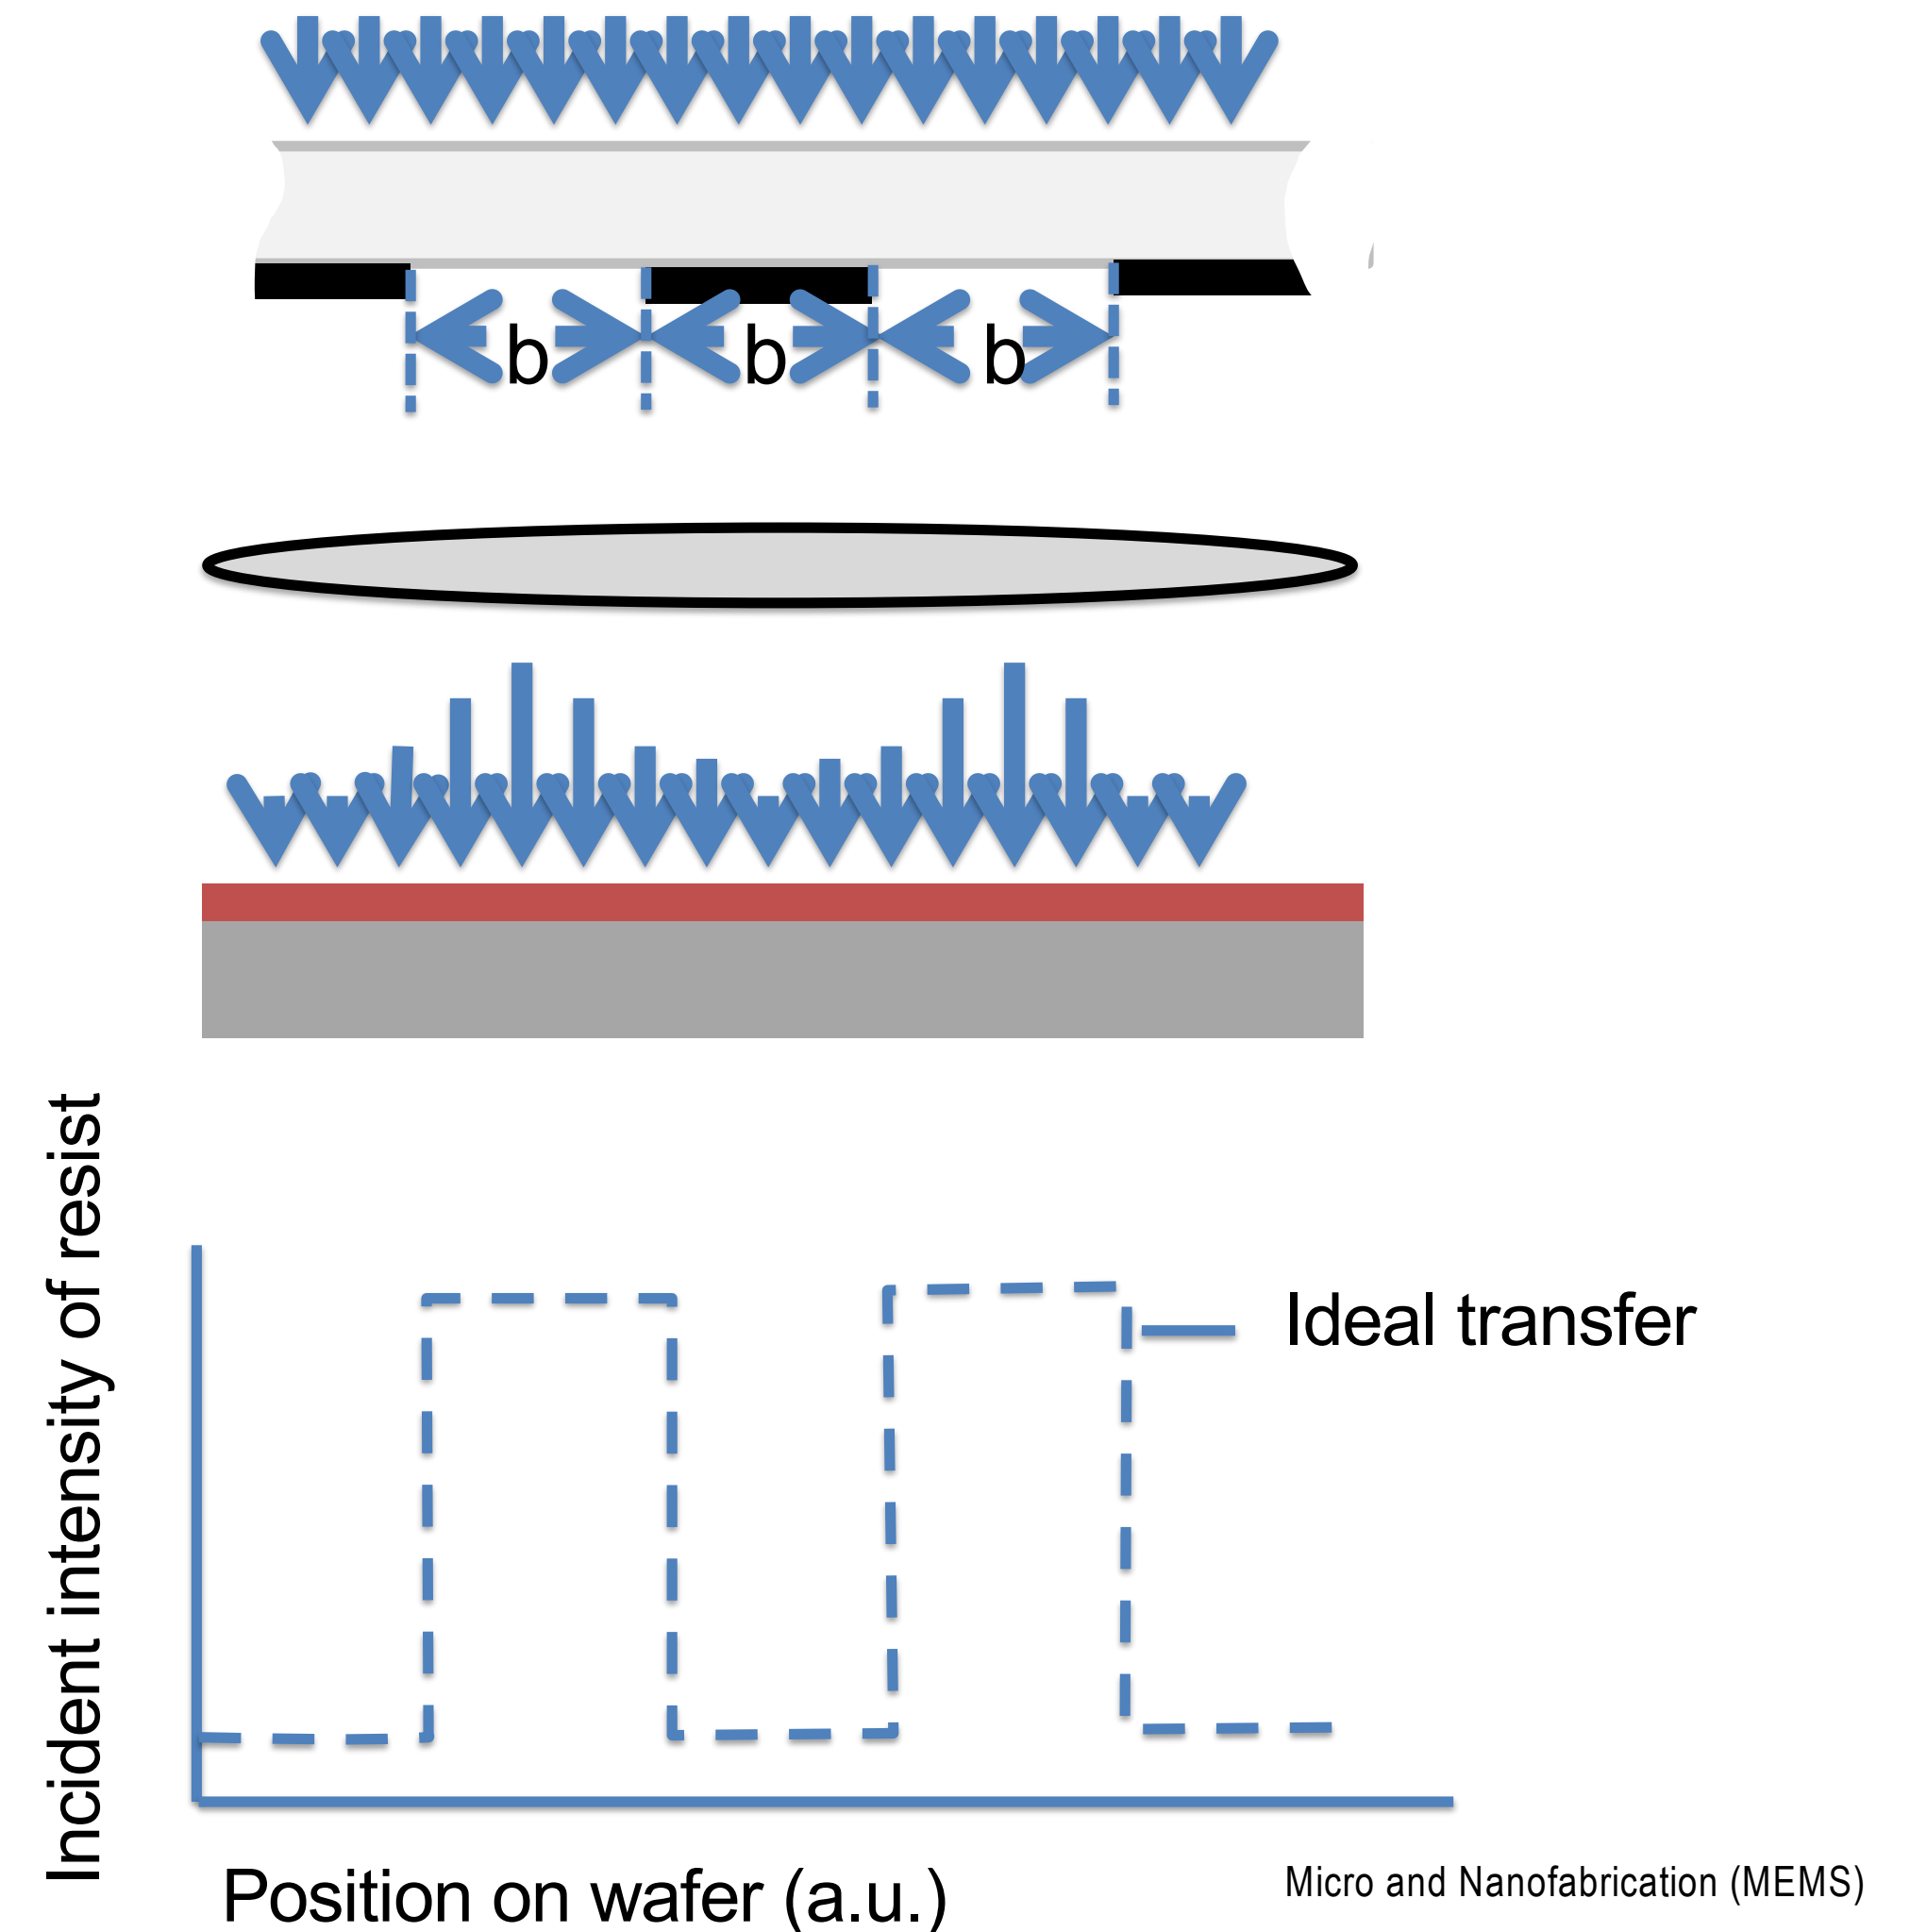 b
b
b
Incident intensity of resist
Ideal transfer
Position on wafer (a.u.)
Micro and Nanofabrication (MEMS)